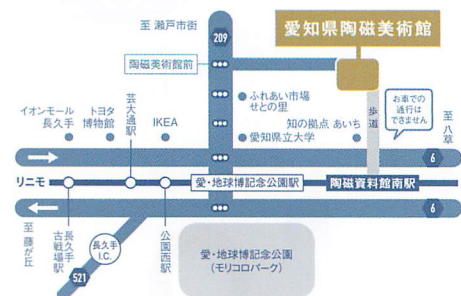 至 瀬戸市街
209
愛知県陶磁美術館
陶磁美術館前
イオンモール
長久手
トヨタ
博物館
芸大通駅
IKEA
ふれあい市場
せとの里
知の拠点 あいち
愛知県立大学
歩道
お車での
通行は
できません
至 八草
6
リニモ
愛・地球博記念公園駅
陶磁資料館南駅
6
至 藤が丘
長久手
古戦場駅
長久手
I.C.
521
公園西駅
愛・地球博記念公園
(モリコロパーク)